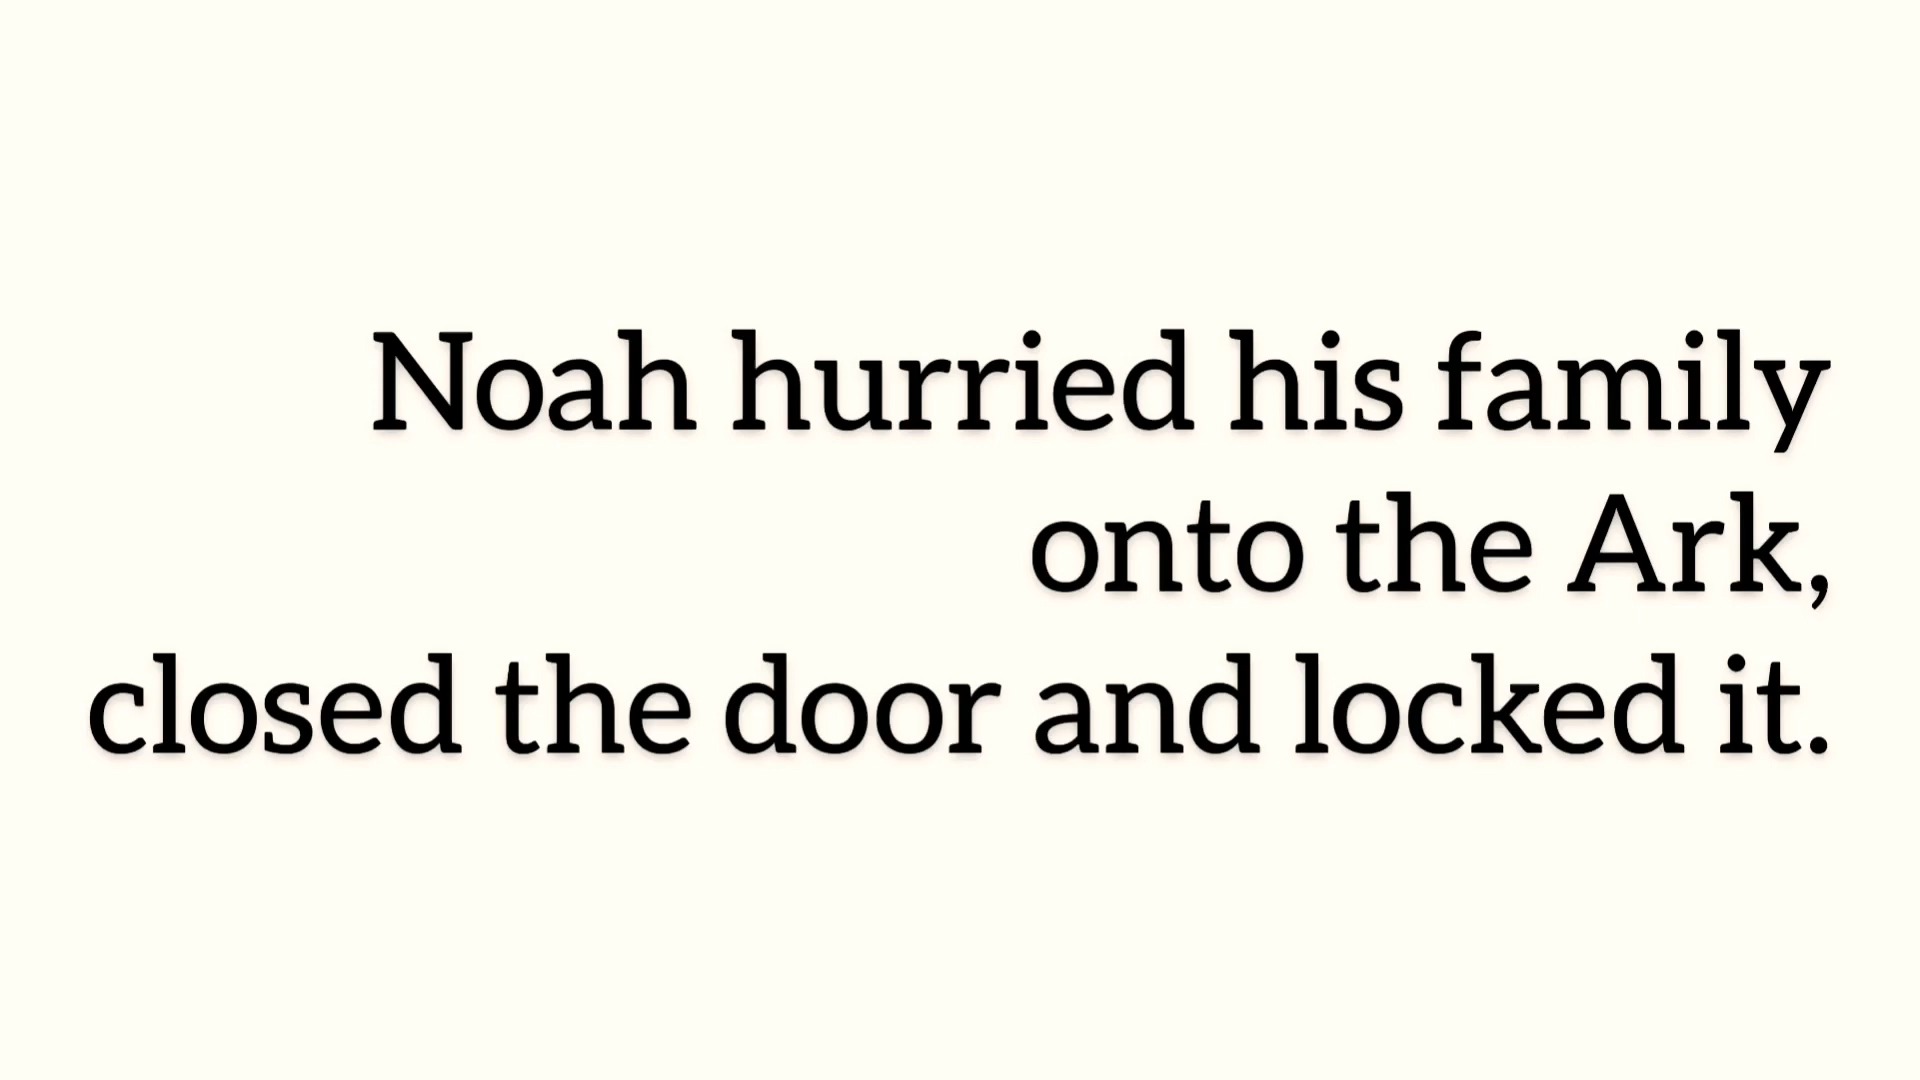 Noah hurried his family
onto the Ark,
closed the door and locked it.